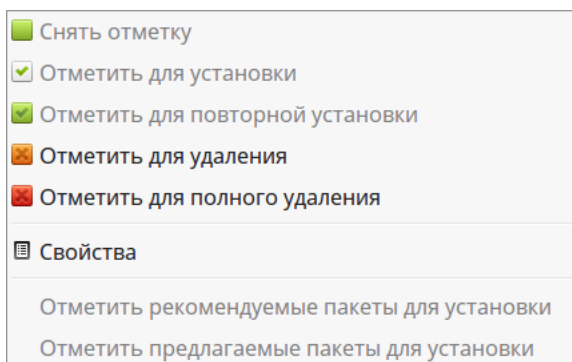 Снять отметку
Отметить для установки
Отметить для повторной установки
Отметить для удаления
Отметить для полного удаления
Свойства
Отметить рекомендуемые пакеты для установки
Отметить предлагаемые пакеты для установки